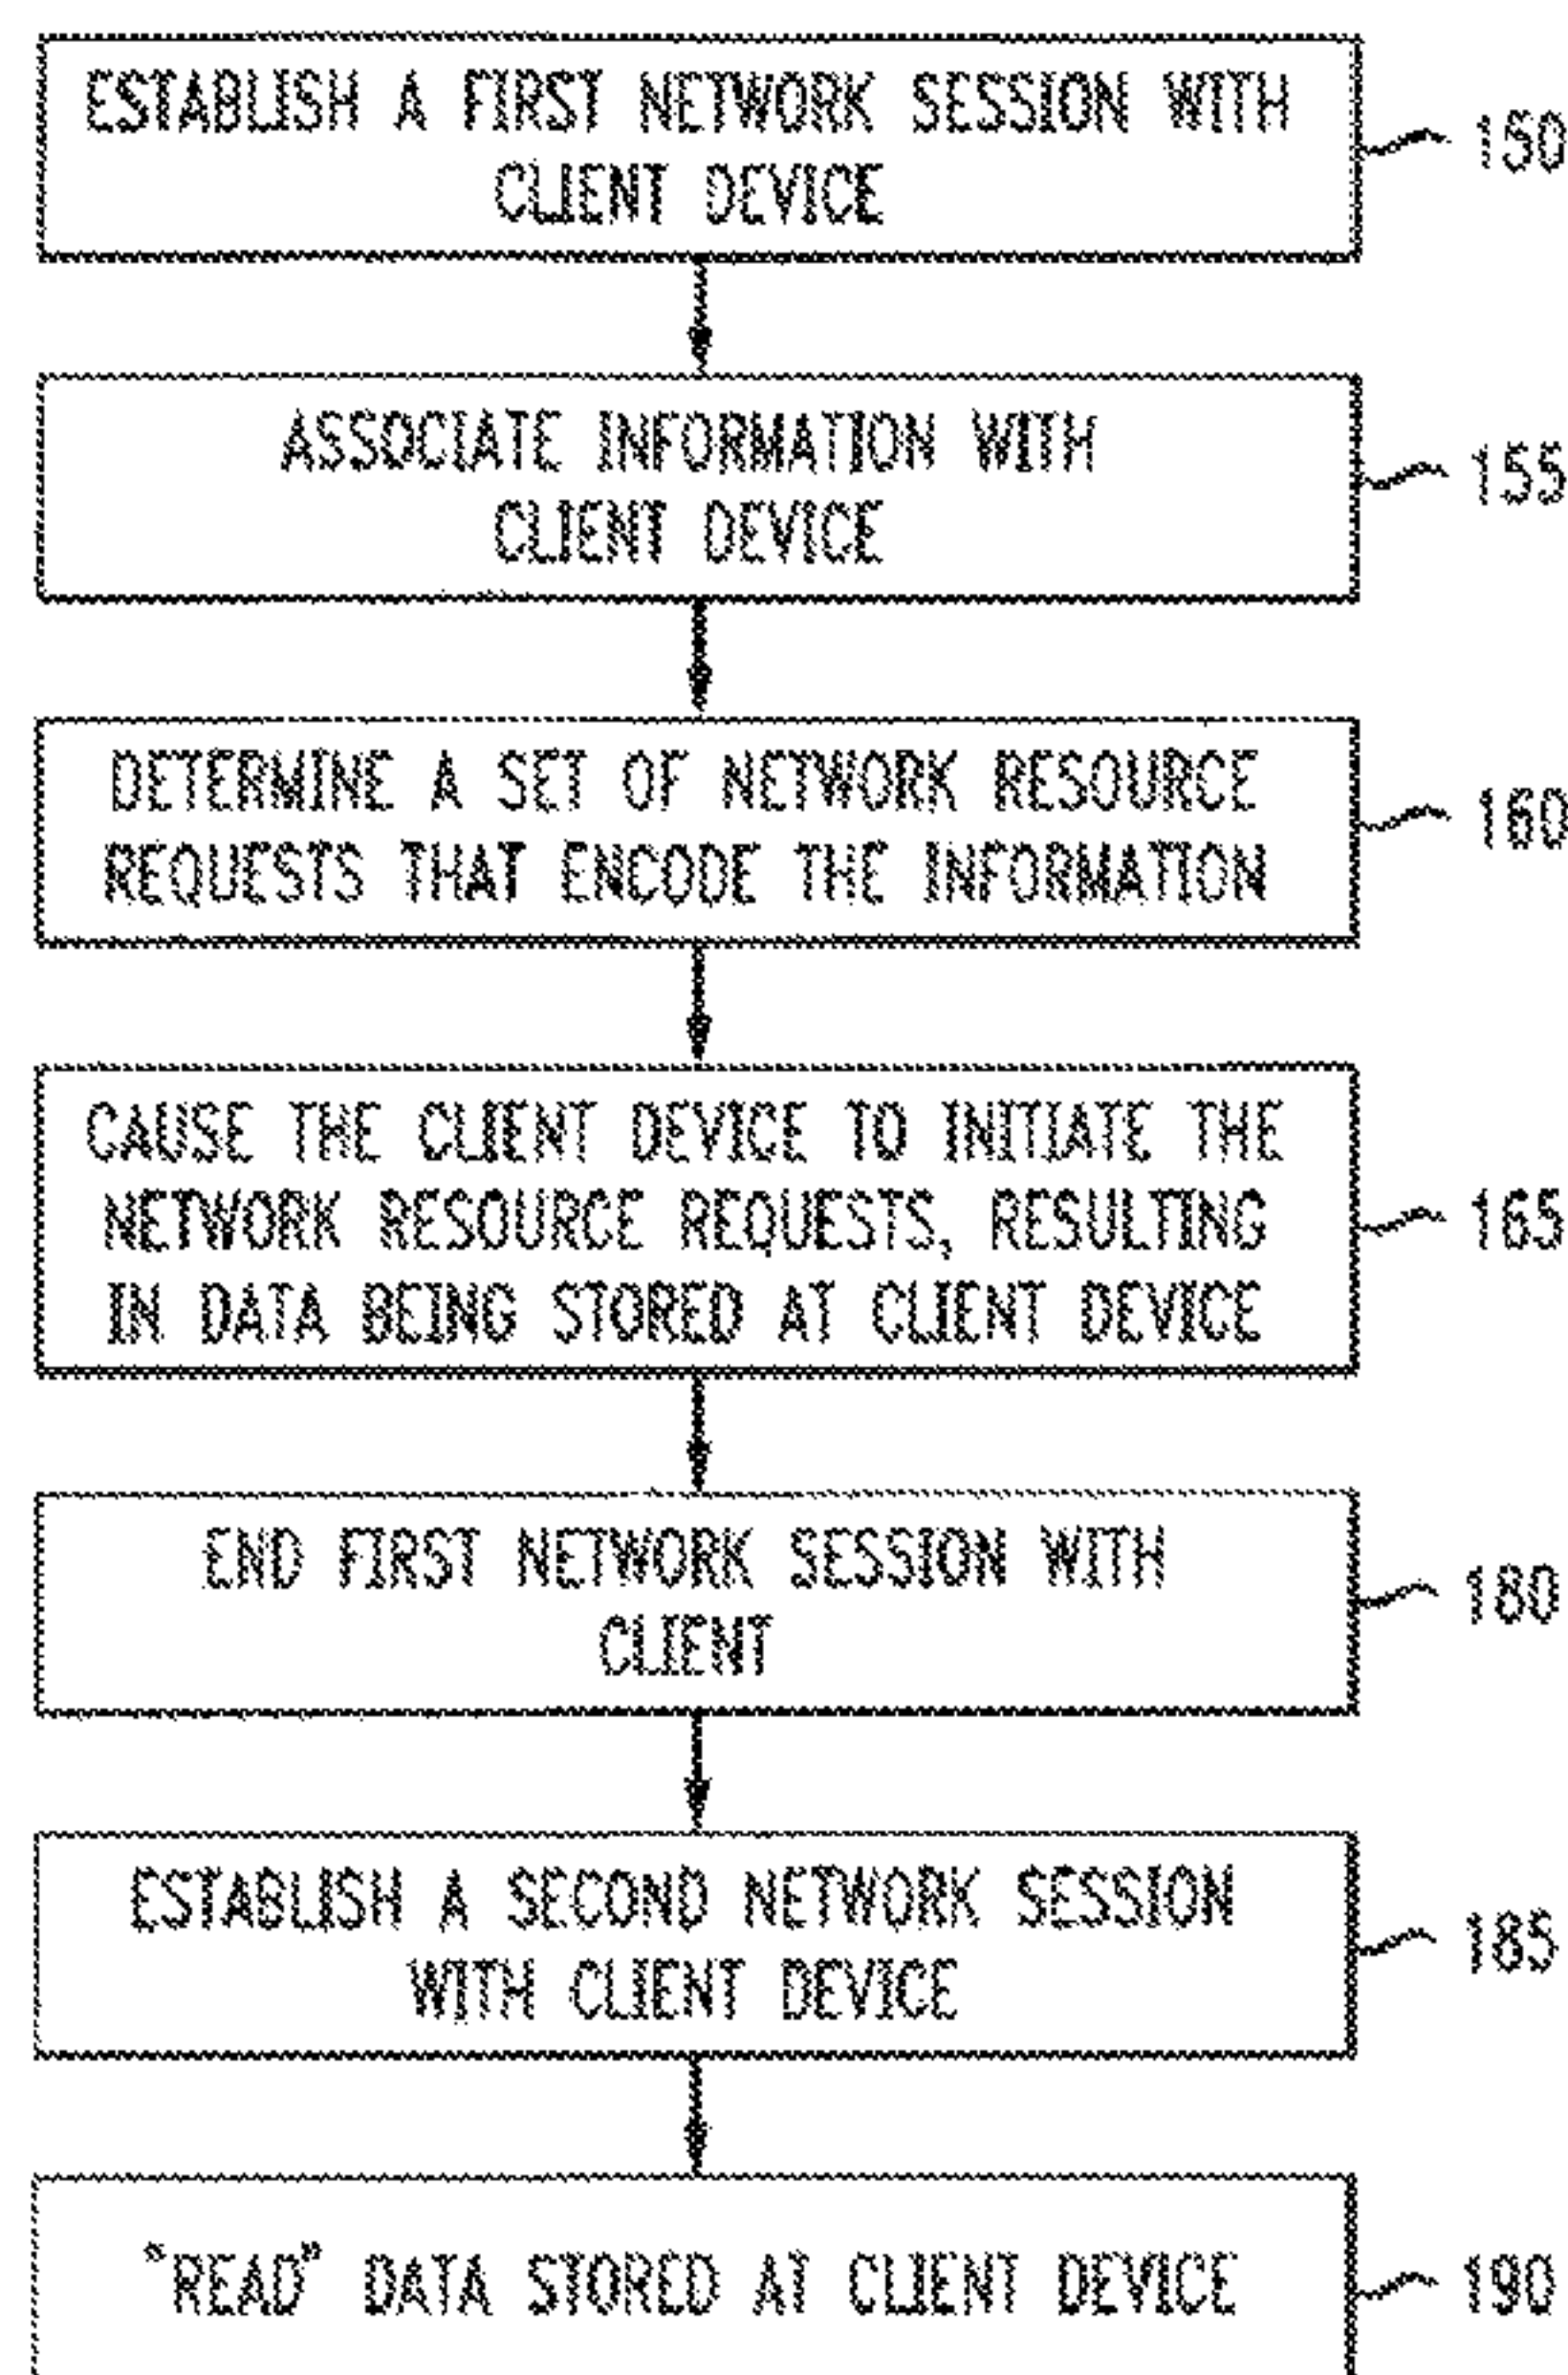 ESTABLISH A FIRST NETWORK SESSION WITH
CLIENT DEVICE
150
ASSOCIATE INFORMATION WITH
CLIENT DEVICE
155
DETERMINE A SET OF NETWORK RESOURCE
REQUESTS THAT ENCODE THE INFORMATION
160
CAUSE THE CLIENT DEVICE TO INITIATE THE
NETWORK RESOURCE REQUESTS, RESULTING
IN DATA BEING STORED AT CLIENT DEVICE
165
END FIRST NETWORK SESSION WITH
CLIENT
180
ESTABLISH A SECOND NETWORK SESSION
WITH CLIENT DEVICE
185
"READ" DATA STORED AT CLIENT DEVICE
190